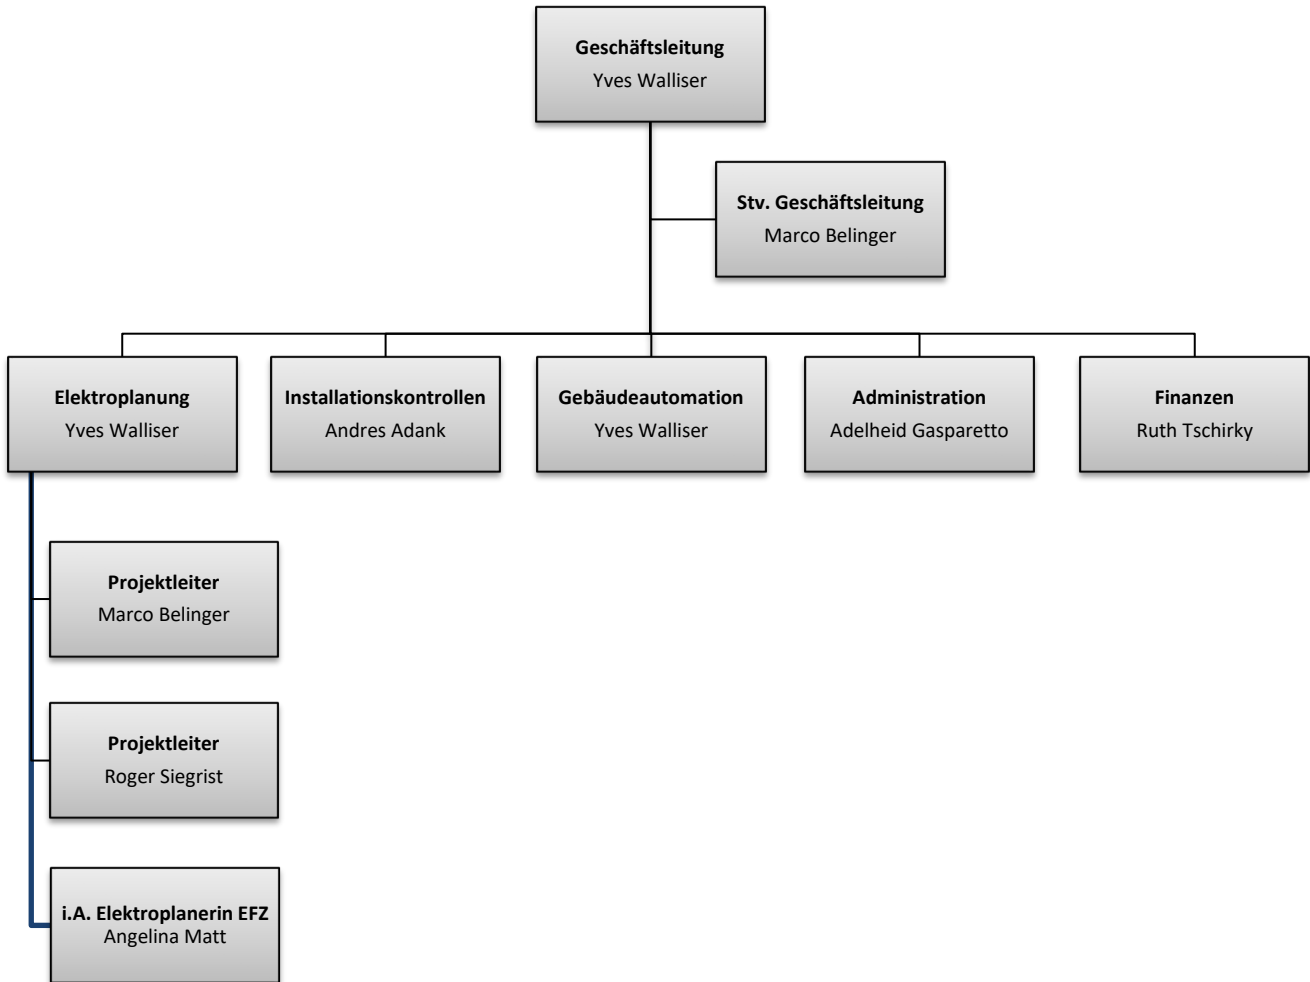 Geschäftsleitung
Yves Walliser
Stv. Geschäftsleitung
Marco Belinger
Elektroplanung
Yves Walliser
Installationskontrollen
Andres Adank
Gebäudeautomation
Yves Walliser
Administration
Adelheid Gasparetto
Finanzen
Ruth Tschirky
Projektleiter
Marco Belinger
Projektleiter
Roger Siegrist
i.A. Elektroplanerin EFZ
Angelina Matt